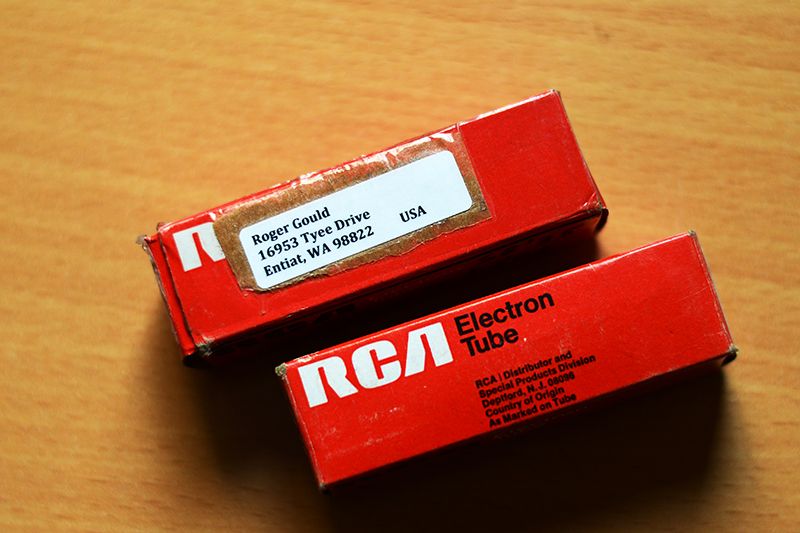 R
Roger Gould
16953 Tyee Drive
Entiat, WA 98822 USA
RCA Electron
Tube
RCA | Distributor and
Special Products Division
Deptford, N. J. 08096
Country of Origin
As Marked on Tube